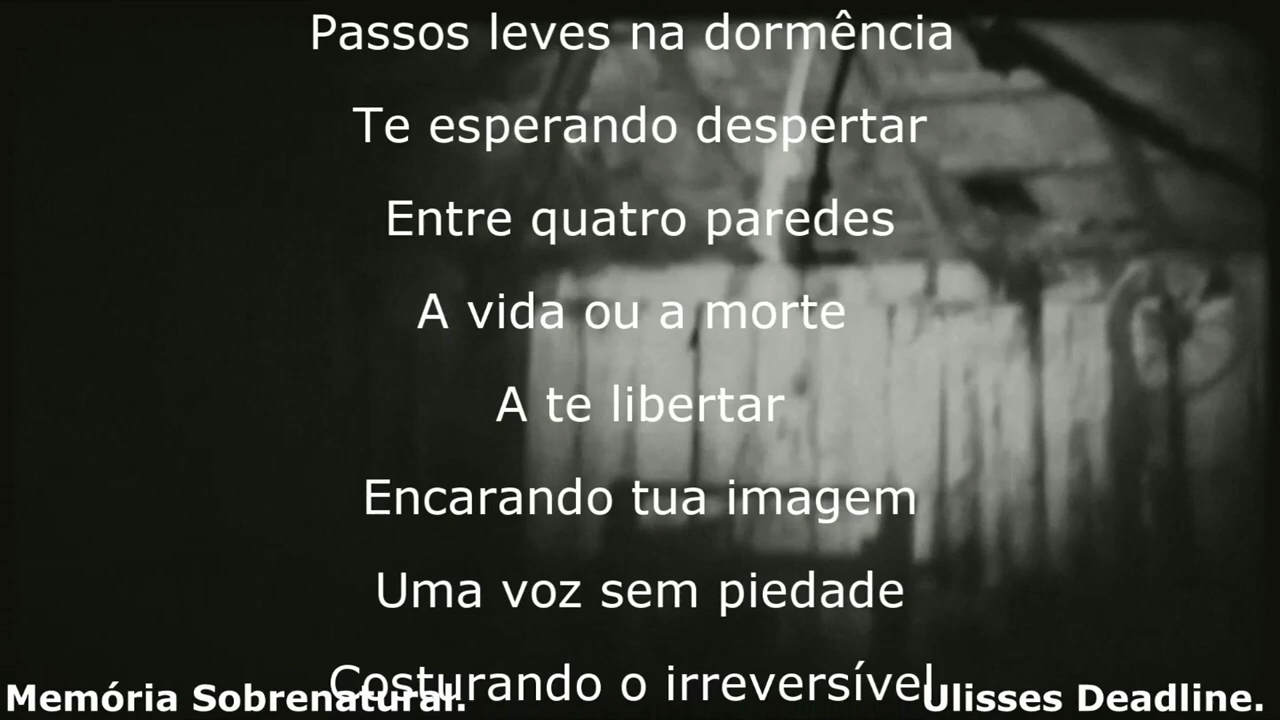 Passos leves na dormência
Te esperando despertar
Entre quatro paredes
A vida ou a morte
A te libertar
Encarando tua imagem
Uma voz sem piedade
Costurando o irreversível
Memória Sobrenatural.
Ulisses Deadline.